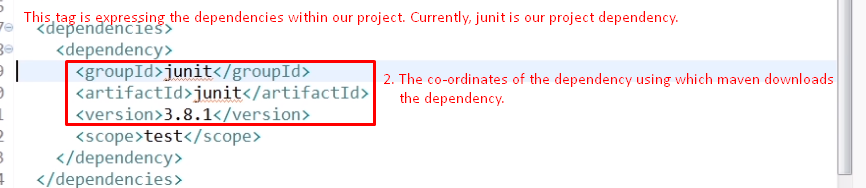 This tag is expressing the dependencies within our project. Currently, junit is our project dependency.
<dependencies>
<dependency>
<groupId>junit</groupId>
2. The co-ordinates of the dependency using which maven downloads
<artifactId>junit</artifactId>
the dependency.
<version>3.8.1</version>
<scope>test</scope>
</dependency>
</dependencies>